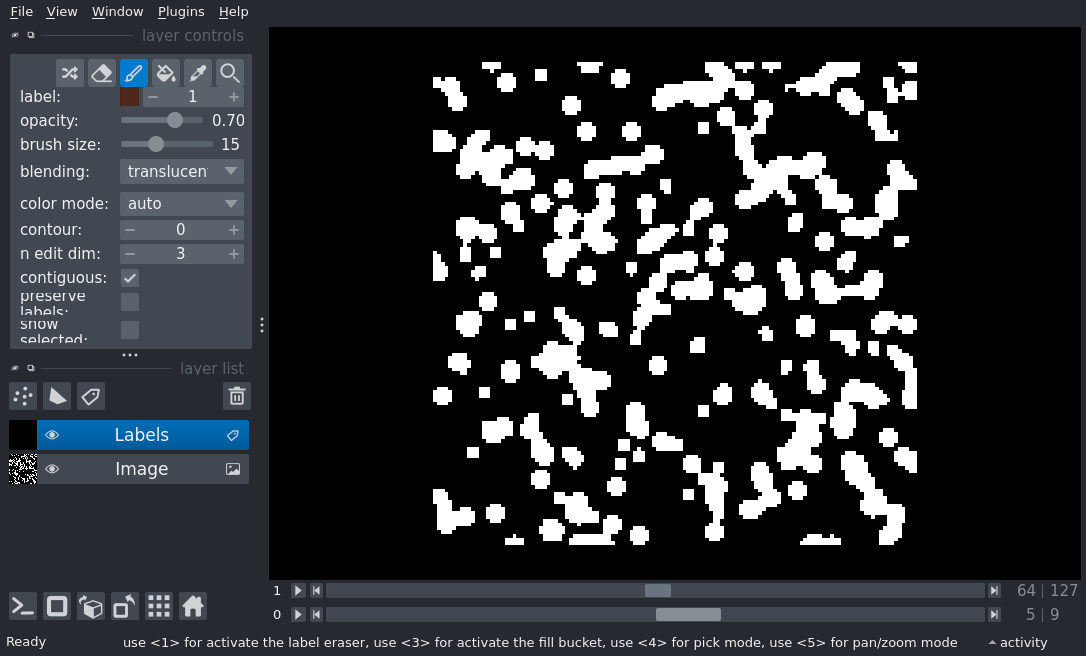 File View Window Plugins Help
layer controls
label: 1
opacity: 0.70
brush size: 15
blending: translucen
color mode: auto
contour: 0
n edit dim: 3
contiguous:
preserve
labels:
show
selected:
layer list
Labels
Image
1 64 | 127
0 5 | 9
Ready use <1> for activate the label eraser, use <3> for activate the fill bucket, use <4> for pick mode, use <5> for pan/zoom mode activity